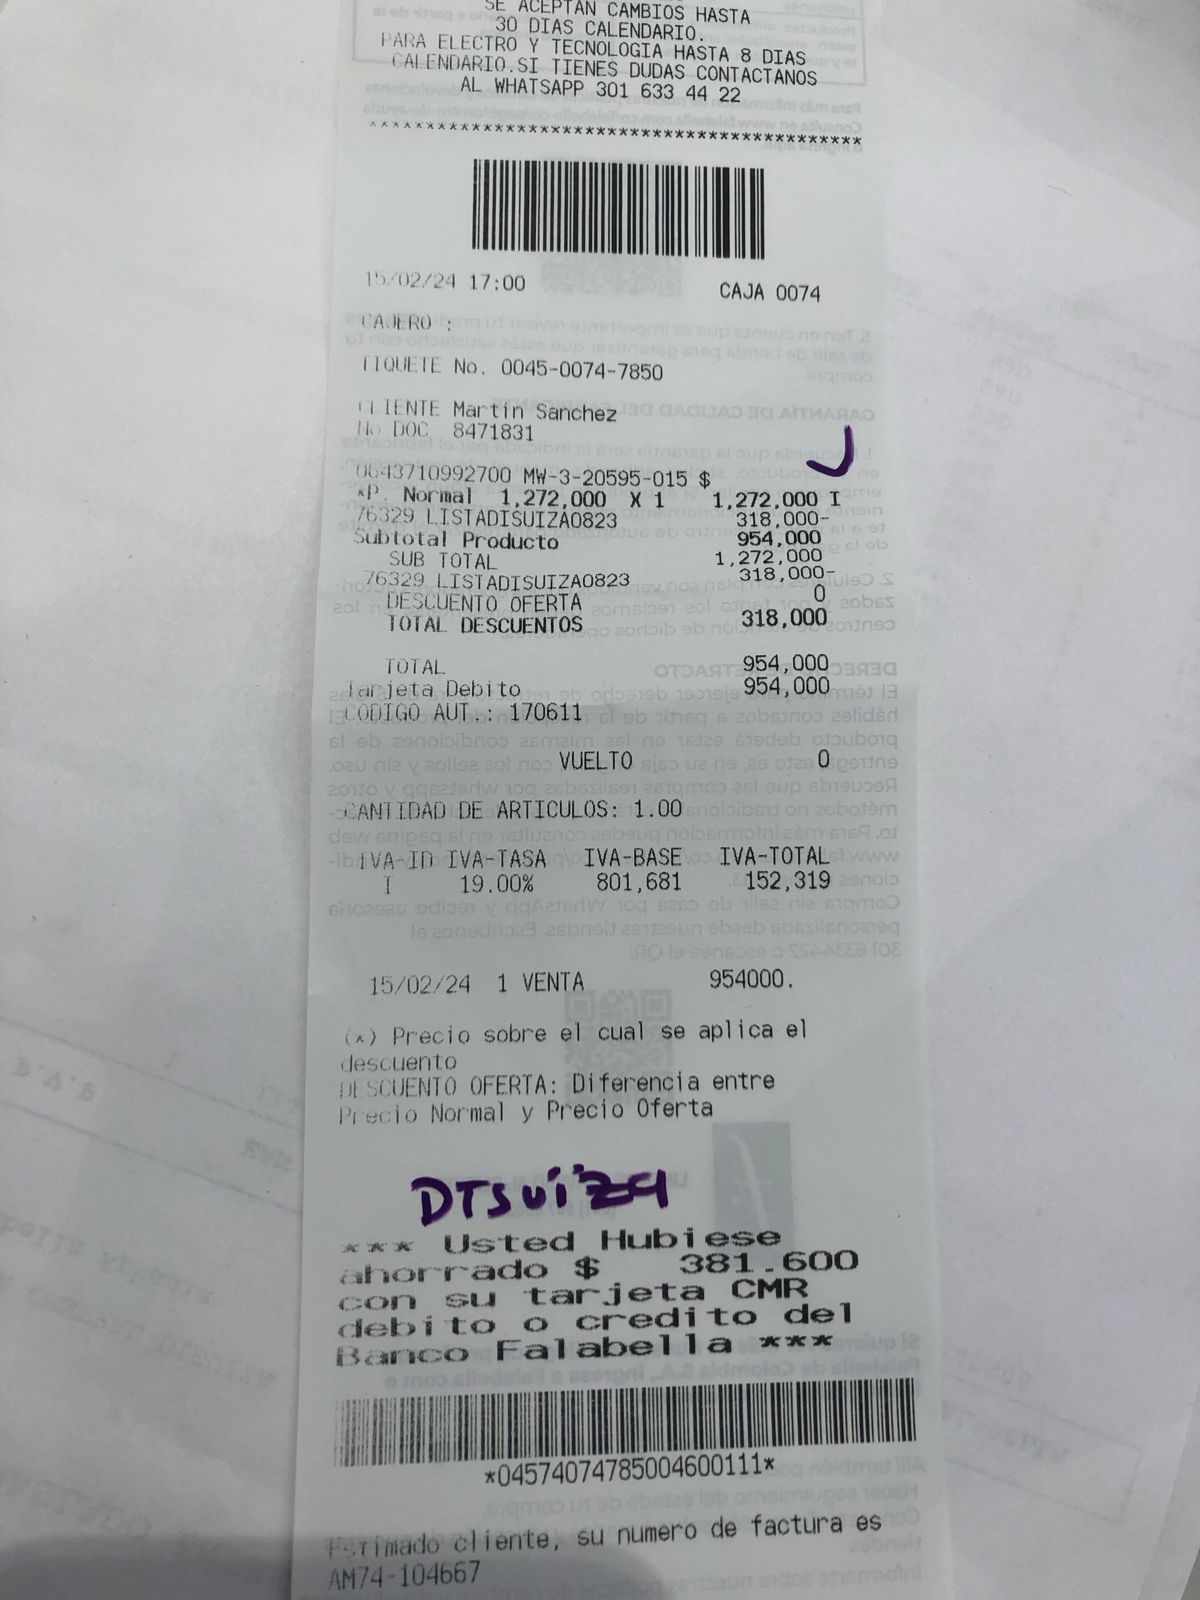 SE ACEPTAN CAMBIOS HASTA
30 DIAS CALENDARIO.
PARA ELECTRO Y TECNOLOGIA HASTA 8 DIAS
CALENDARIO.SI TIENES DUDAS CONTACTANOS
AL WHATSAPP 301 633 44 22
15/02/24 17:00 CAJA 0074
CAJERO :
TIQUETE No. 0045-0074-7850
CLIENTE Martin Sanchez
No DOC 8471831
0643710992700 MW-3-20595-015 $
*P. Normal 1,272,000 X 1 1,272,000 I
76329 LISTADISUIZA0823 318,000-
Subtotal Producto 954,000
SUB TOTAL 1,272,000
76329 LISTADISUIZA0823 318,000-
DESCUENTO OFERTA 0
TOTAL DESCUENTOS 318,000
TOTAL 954,000
Tarjeta Debito 954,000
CODIGO AUT.: 170611
VUELTO 0
CANTIDAD DE ARTICULOS: 1.00
IVA-ID IVA-TASA IVA-BASE IVA-TOTAL
I 19.00% 801,681 152,319
15/02/24 1 VENTA 954000.
(*) Precio sobre el cual se aplica el
descuento
DESCUENTO OFERTA: Diferencia entre
Precio Normal y Precio Oferta
DTSUiZA
*** Usted Hubiese
ahorrado $ 381.600
con su tarjeta CMR
debito o credito del
Banco Falabella ***
*04574074785004600111*
Estimado cliente, su numero de factura es
AM74-104667